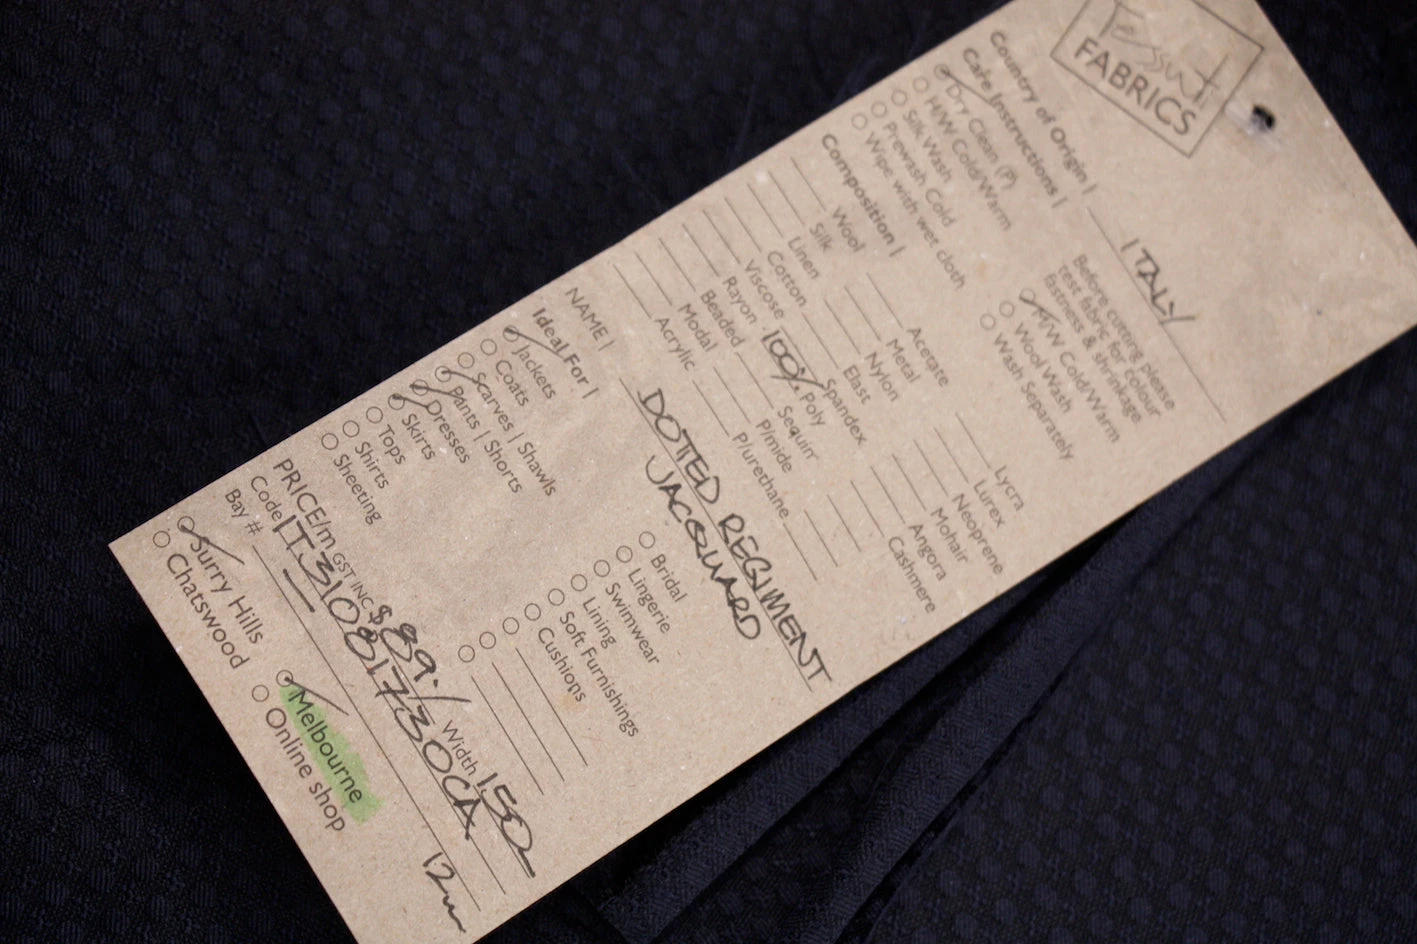 Tessuti
FABRICS
Country of Origin | ITALY
Care Instructions |
Dry Clean (P)
H/W Cold/Warm
Silk Wash
Prewash Cold
Wipe with wet cloth
Before cutting please
test fabric for colour
fastness & shrinkage
H/W Cold/Warm
Wool Wash
Wash Separately
Composition |
Wool
Silk
Linen
Cotton
Viscose
Rayon
Beaded
Modal
Acrylic
Acetate
Metal
Nylon
Elast
Spandex
100% Poly
Sequin
P/mide
P/urethane
Lycra
Lurex
Neoprene
Mohair
Angora
Cashmere
NAME | DOTTED REGIMENT
JACQUARD
Ideal For |
Jackets
Coats
Scarves | Shawls
Pants | Shorts
Dresses
Skirts
Tops
Shirts
Sheeting
Bridal
Lingerie
Swimwear
Lining
Soft Furnishings
Cushions
PRICE/m GST INC $89./ Width 150
Code IT31081730CA
Bay # 12m
Surry Hills
Chatswood
Melbourne
Online shop